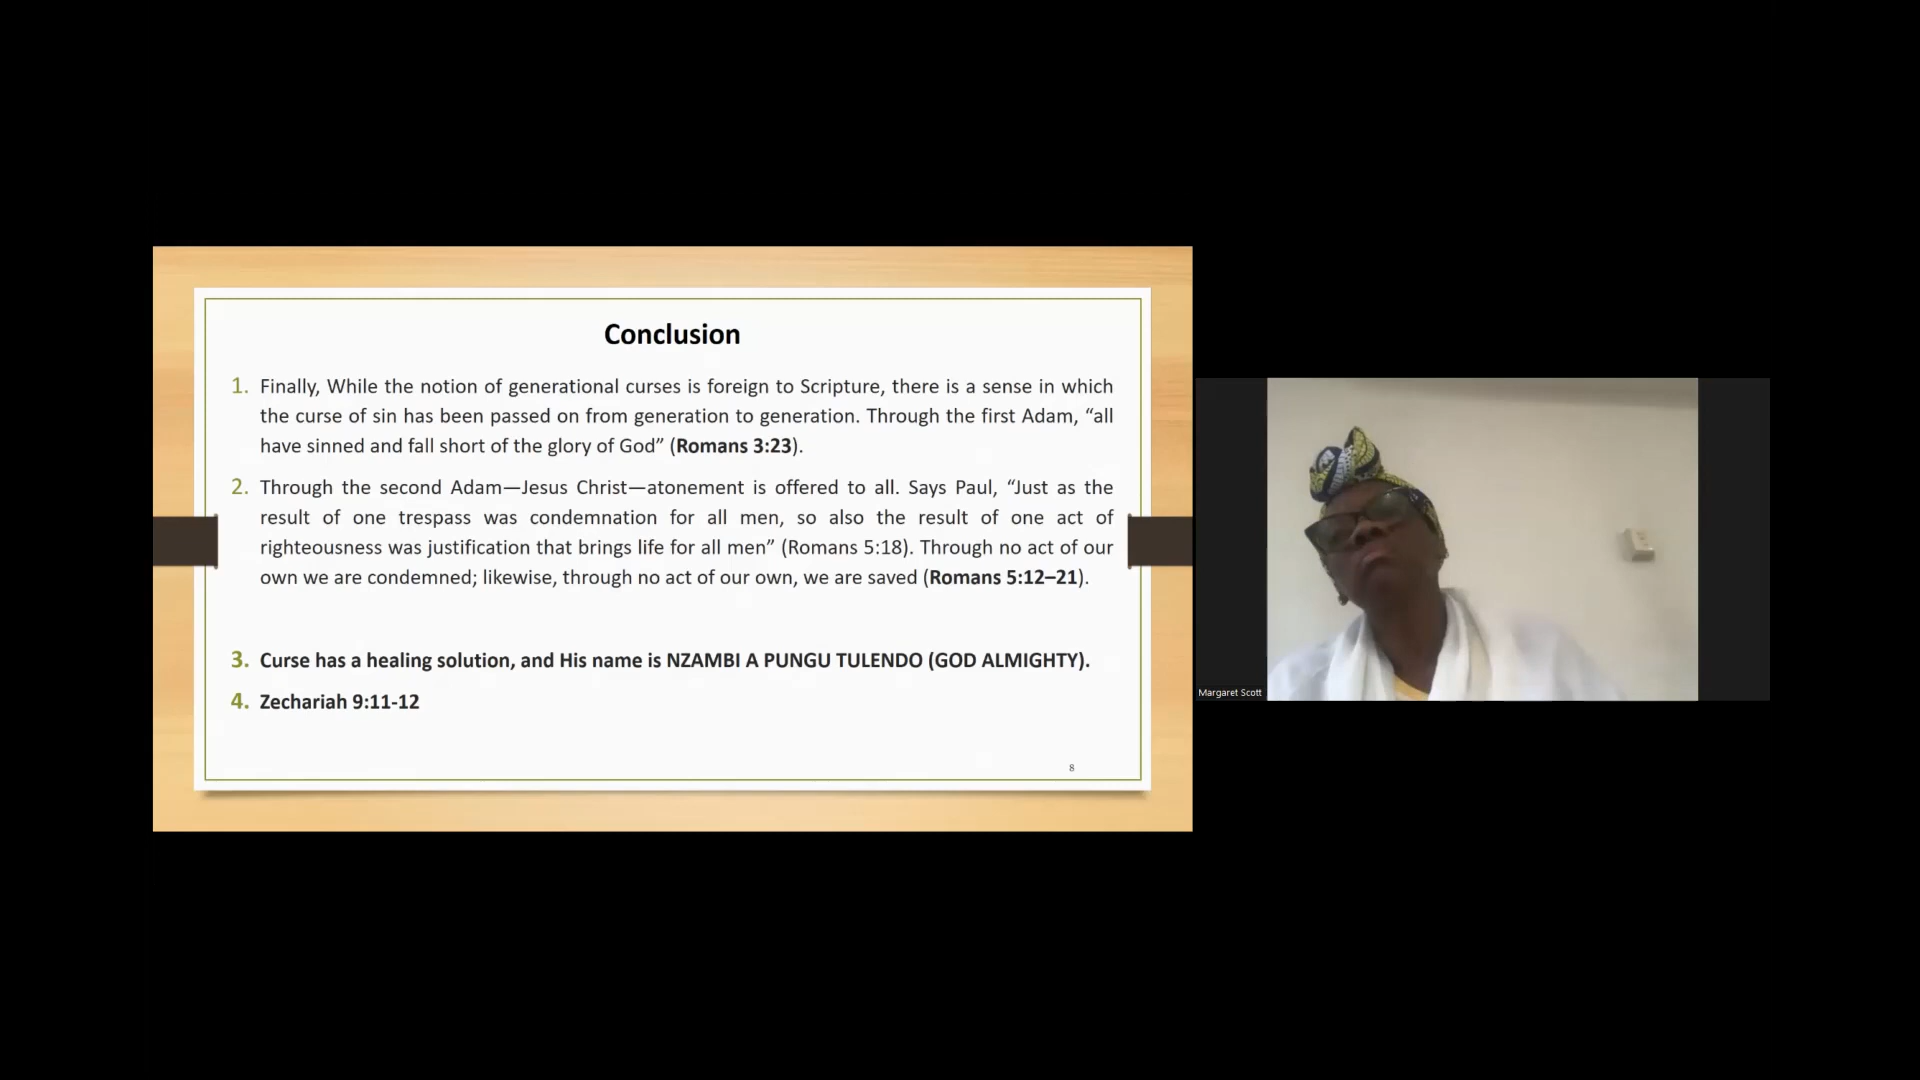 Conclusion
1. Finally, While the notion of generational curses is foreign to Scripture, there is a sense in which
the curse of sin has been passed on from generation to generation. Through the first Adam, “all
have sinned and fall short of the glory of God” (Romans 3:23).
2. Through the second Adam—Jesus Christ—atonement is offered to all. Says Paul, “Just as the
result of one trespass was condemnation for all men, so also the result of one act of
righteousness was justification that brings life for all men” (Romans 5:18). Through no act of our
own we are condemned; likewise, through no act of our own, we are saved (Romans 5:12–21).
3. Curse has a healing solution, and His name is NZAMBI A PUNGU TULENDO (GOD ALMIGHTY).
4. Zechariah 9:11-12
8
Margaret Scott